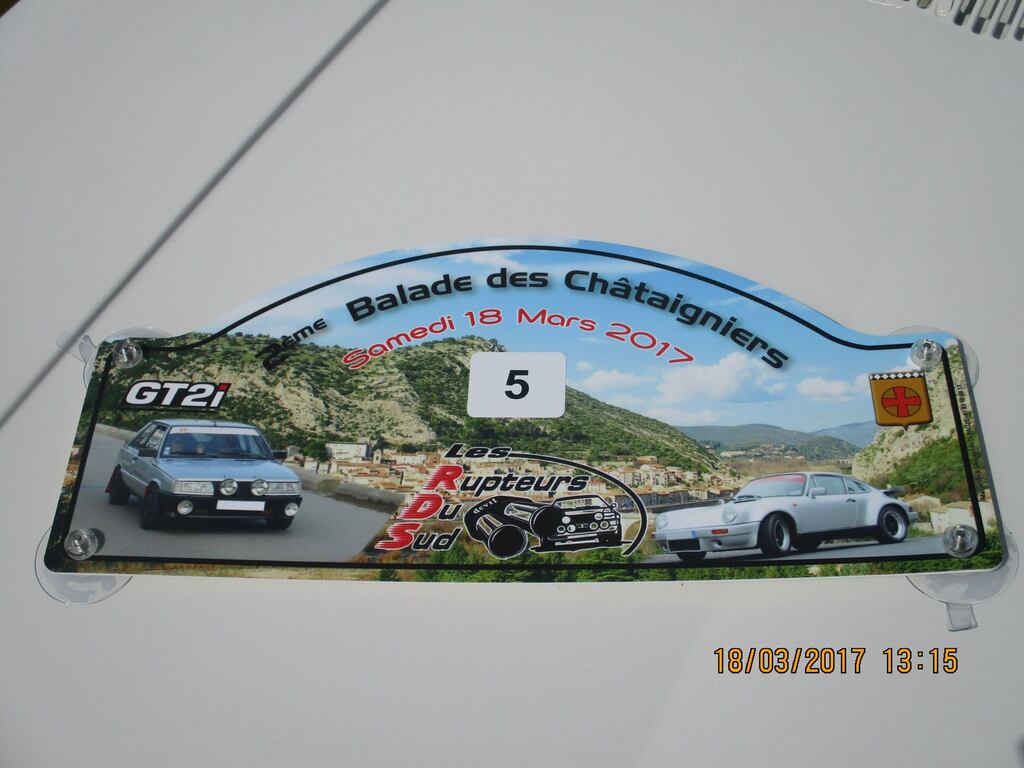 2ème Balade des Châtaigniers
Samedi 18 Mars 2017
5
GT2i
Les
Rupteurs
Du
Sud
devil
18/03/2017 13:15